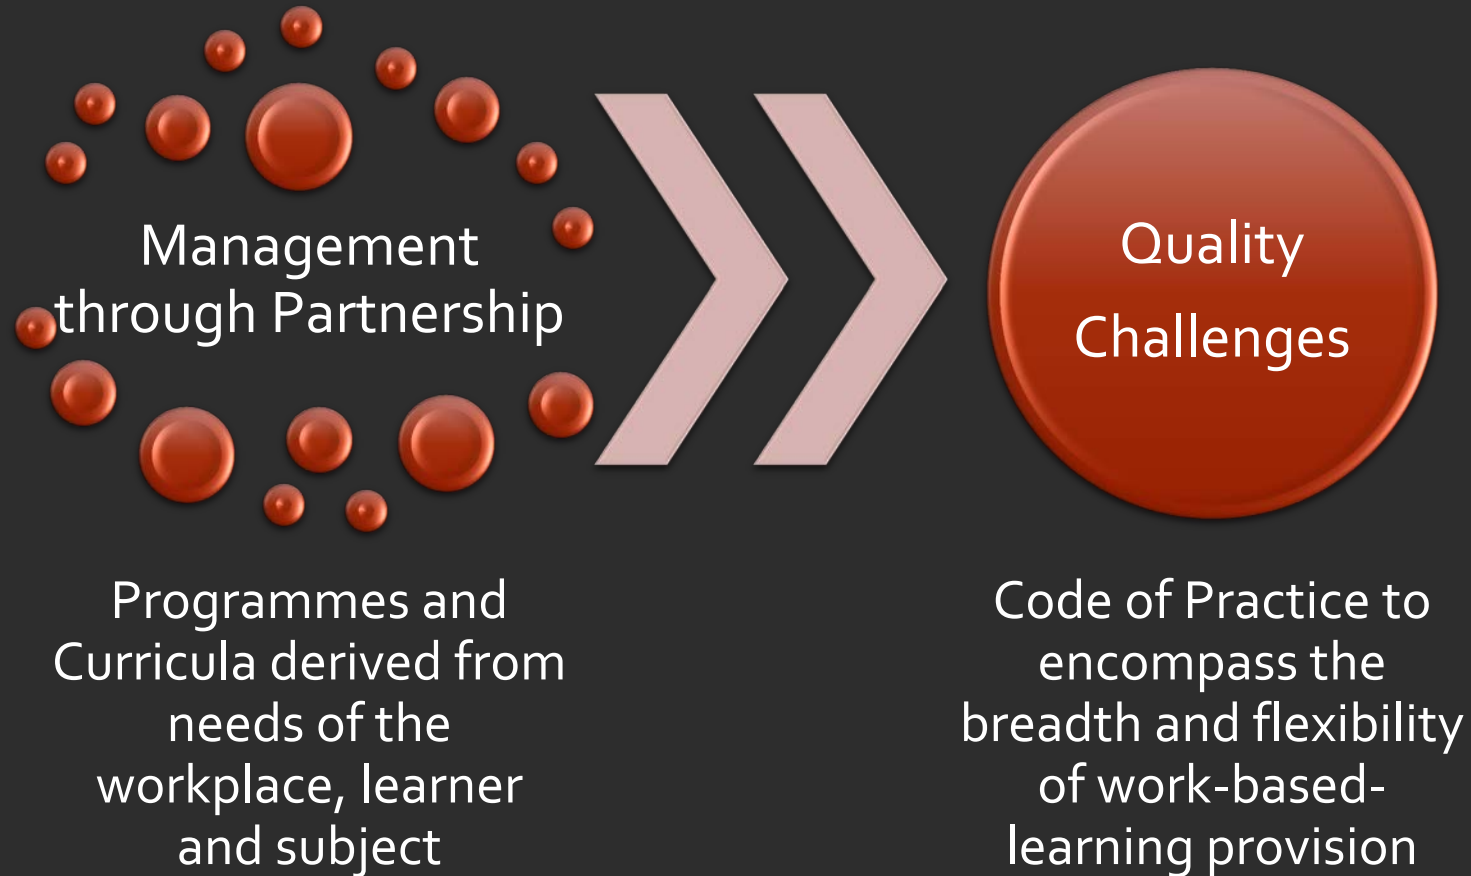 Management
through Partnership
Programmes and
Curricula derived from
needs of the
workplace, learner
and subject
Quality
Challenges
Code of Practice to
encompass the
breadth and flexibility
of work-based-
learning provision